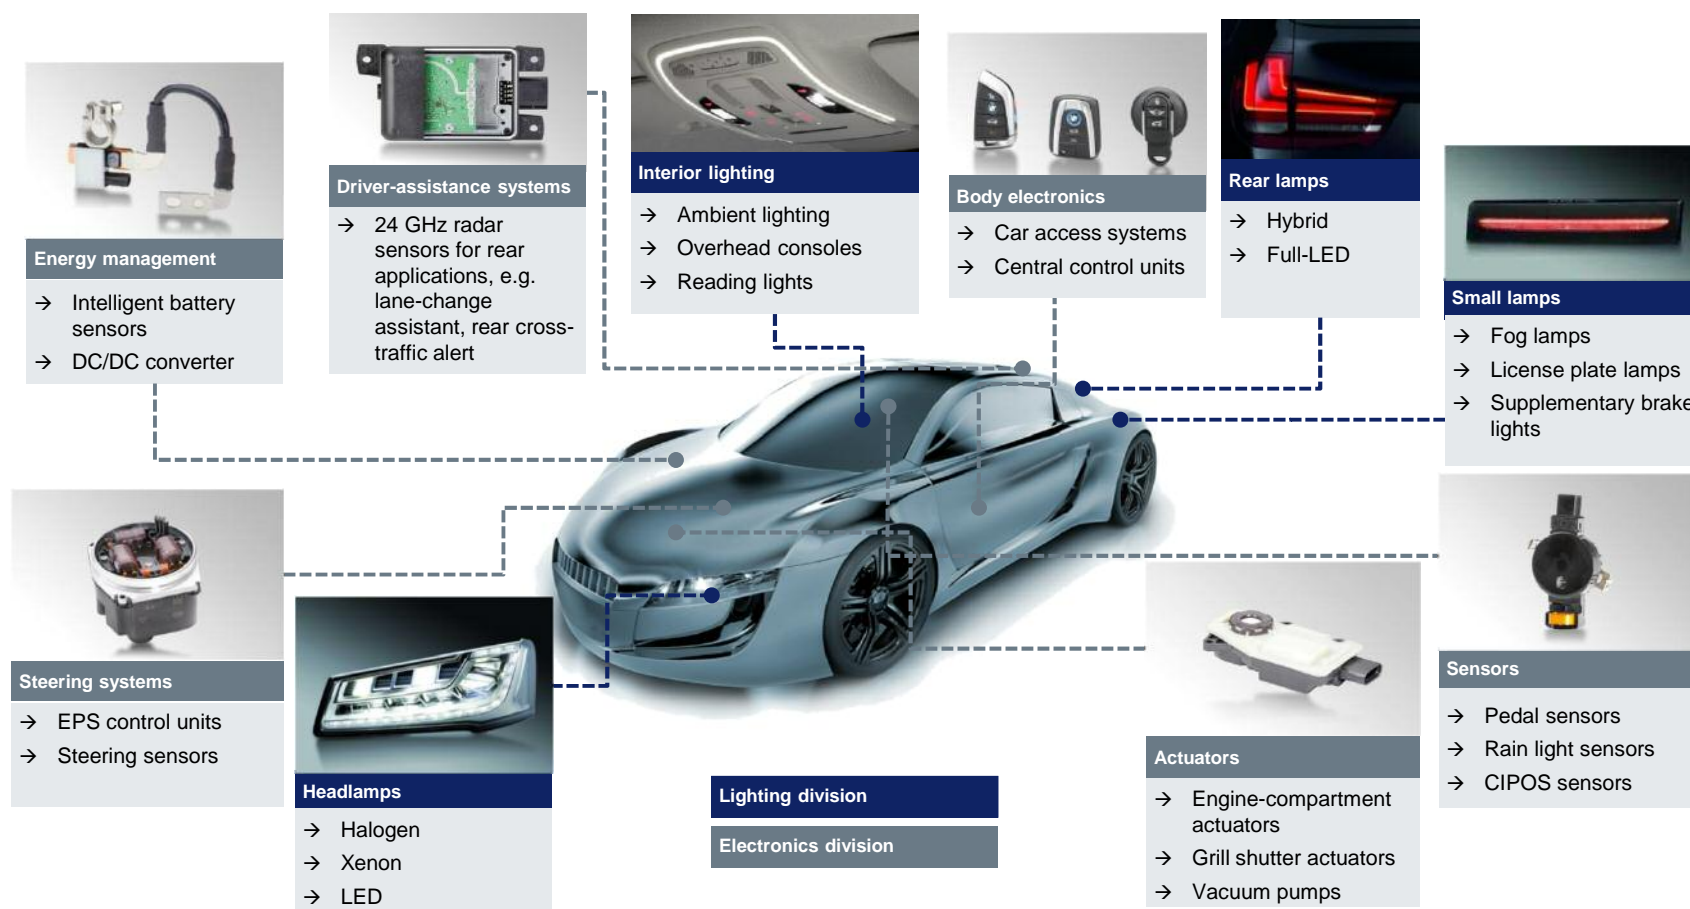 Energy management
→ Intelligent battery
sensors
→ DC/DC converter
Driver-assistance systems
→ 24 GHz radar
sensors for rear
applications, e.g.
lane-change
assistant, rear cross-
traffic alert
Interior lighting
→ Ambient lighting
→ Overhead consoles
→ Reading lights
Body electronics
→ Car access systems
→ Central control units
Rear lamps
→ Hybrid
→ Full-LED
Small lamps
→ Fog lamps
→ License plate lamps
→ Supplementary brake
lights
Steering systems
→ EPS control units
→ Steering sensors
Headlamps
→ Halogen
→ Xenon
→ LED
Lighting division
Electronics division
Actuators
→ Engine-compartment
actuators
→ Grill shutter actuators
→ Vacuum pumps
Sensors
→ Pedal sensors
→ Rain light sensors
→ CIPOS sensors